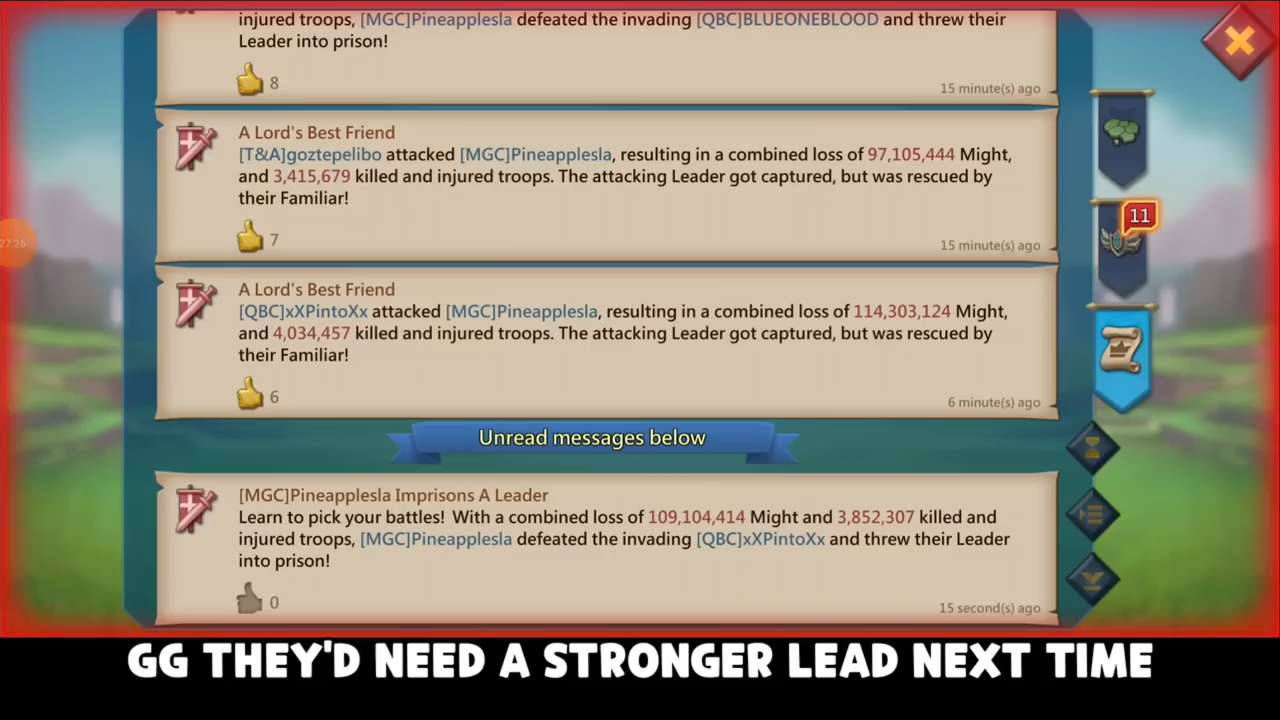 injured troops, [MGC]Pineapplesla defeated the invading [QBC]BLUEONEBLOOD and threw their
Leader into prison!
8
15 minute(s) ago
A Lord's Best Friend
[T&A]goztepelibo attacked [MGC]Pineapplesla, resulting in a combined loss of 97,105,444 Might,
and 3,415,679 killed and injured troops. The attacking Leader got captured, but was rescued by
their Familiar!
7
15 minute(s) ago
27:26
11
A Lord's Best Friend
[QBC]xXPintoXx attacked [MGC]Pineapplesla, resulting in a combined loss of 114,303,124 Might,
and 4,034,457 killed and injured troops. The attacking Leader got captured, but was rescued by
their Familiar!
6
6 minute(s) ago
Unread messages below
[MGC]Pineapplesla Imprisons A Leader
Learn to pick your battles! With a combined loss of 109,104,414 Might and 3,852,307 killed and
injured troops, [MGC]Pineapplesla defeated the invading [QBC]xXPintoXx and threw their Leader
into prison!
0
15 second(s) ago
GG THEY'D NEED A STRONGER LEAD NEXT TIME